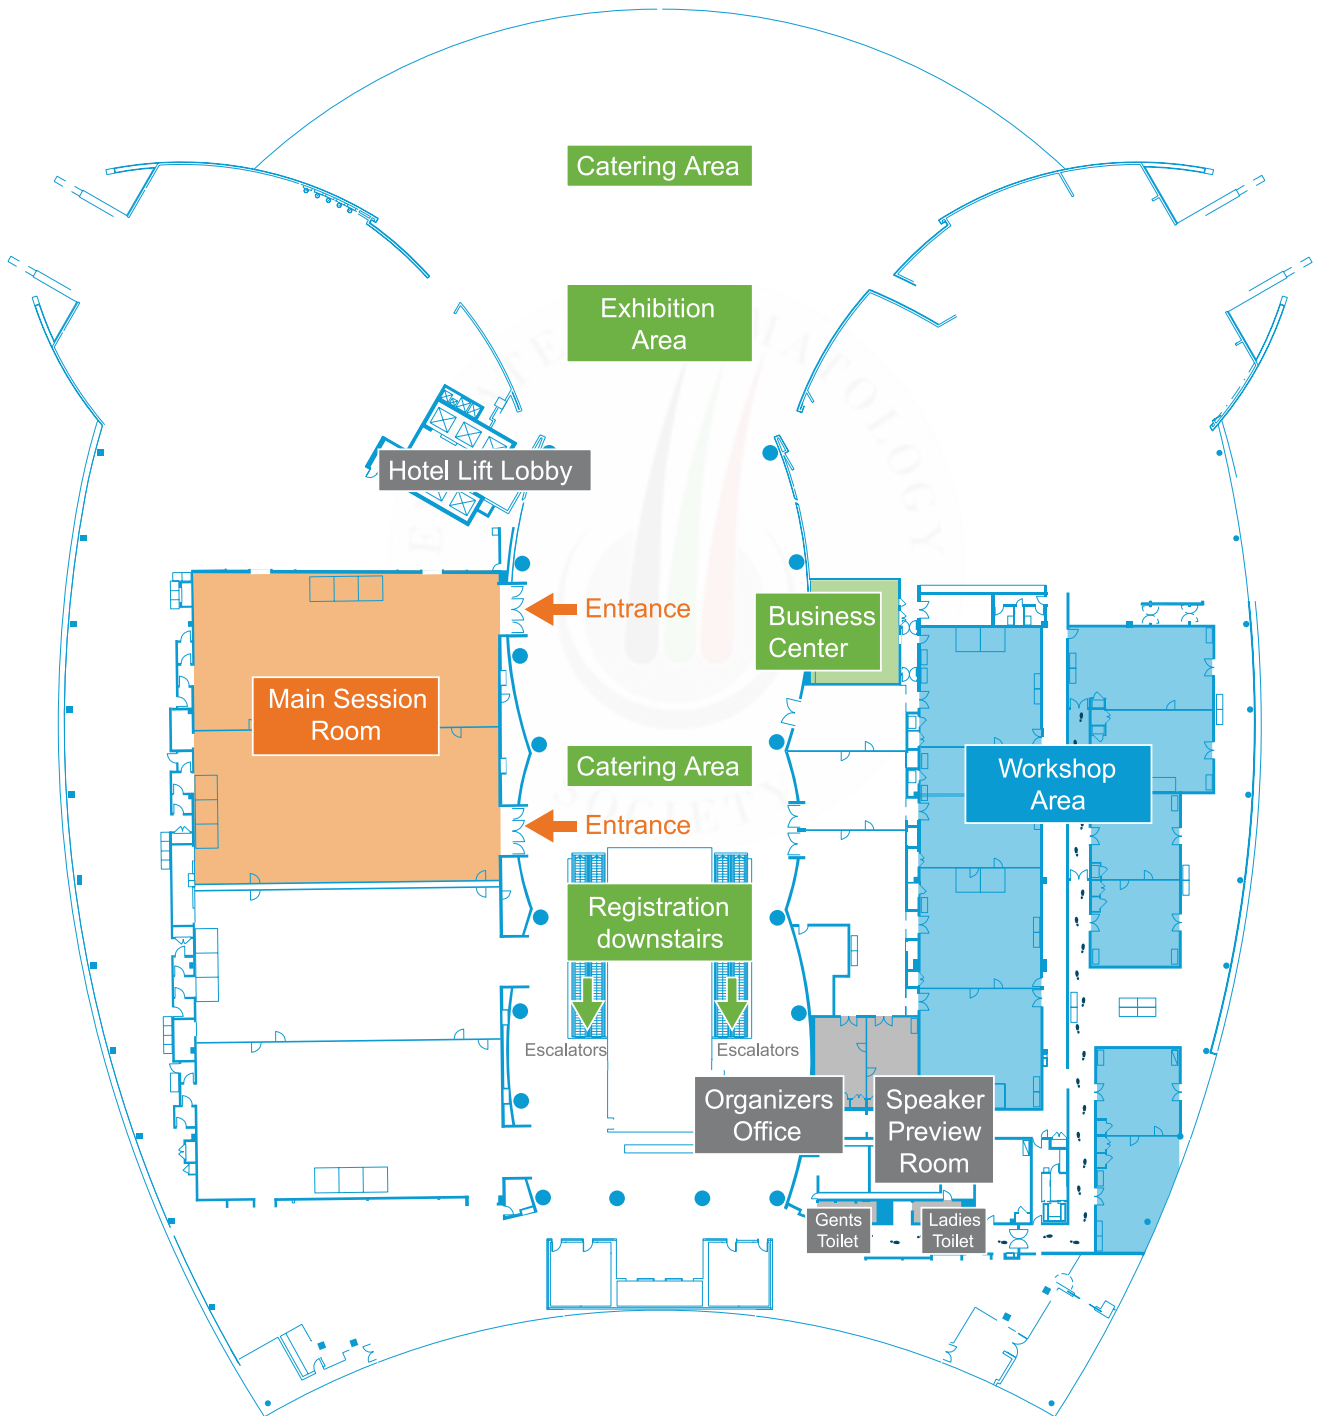 Catering Area
Exhibition
Area
Hotel Lift Lobby
Entrance
Business
Center
Main Session
Room
Catering Area
Workshop
Area
Entrance
Registration
downstairs
Escalators
Escalators
Organizers
Office
Speaker
Preview
Room
Gents
Toilet
Ladies
Toilet
SOCIETY